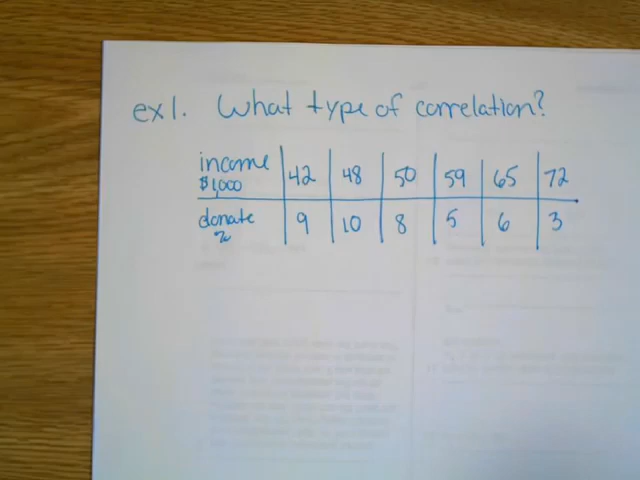 ex1. What type of correlation?
income 42 48 50 59 65 72
$1,000
donate 9 10 8 5 6 3
%